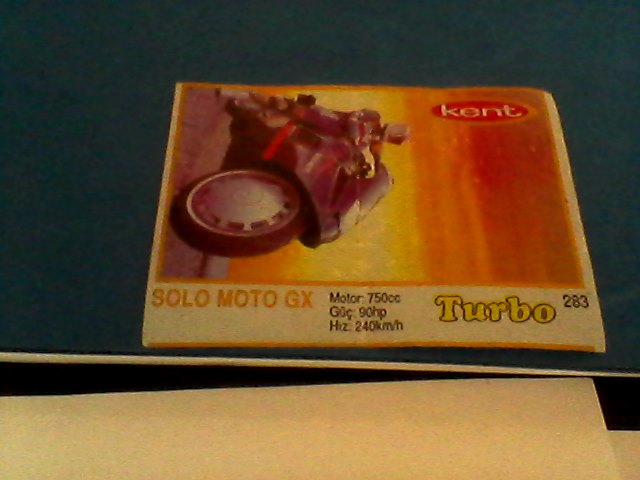 kent
SOLO MOTO GX
Motor: 750cc
Güç: 90hp
Hız: 240km/h
Turbo
283